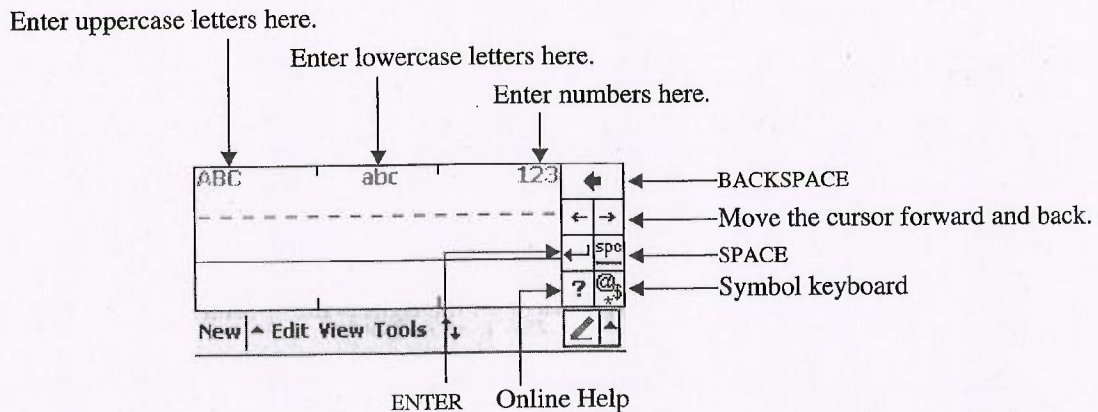 Enter uppercase letters here.
Enter lowercase letters here.
Enter numbers here.
ABC abc 123
BACKSPACE
Move the cursor forward and back.
spc
SPACE
? @$*
Symbol keyboard
New Edit View Tools
ENTER Online Help